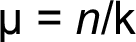 μ = n/k